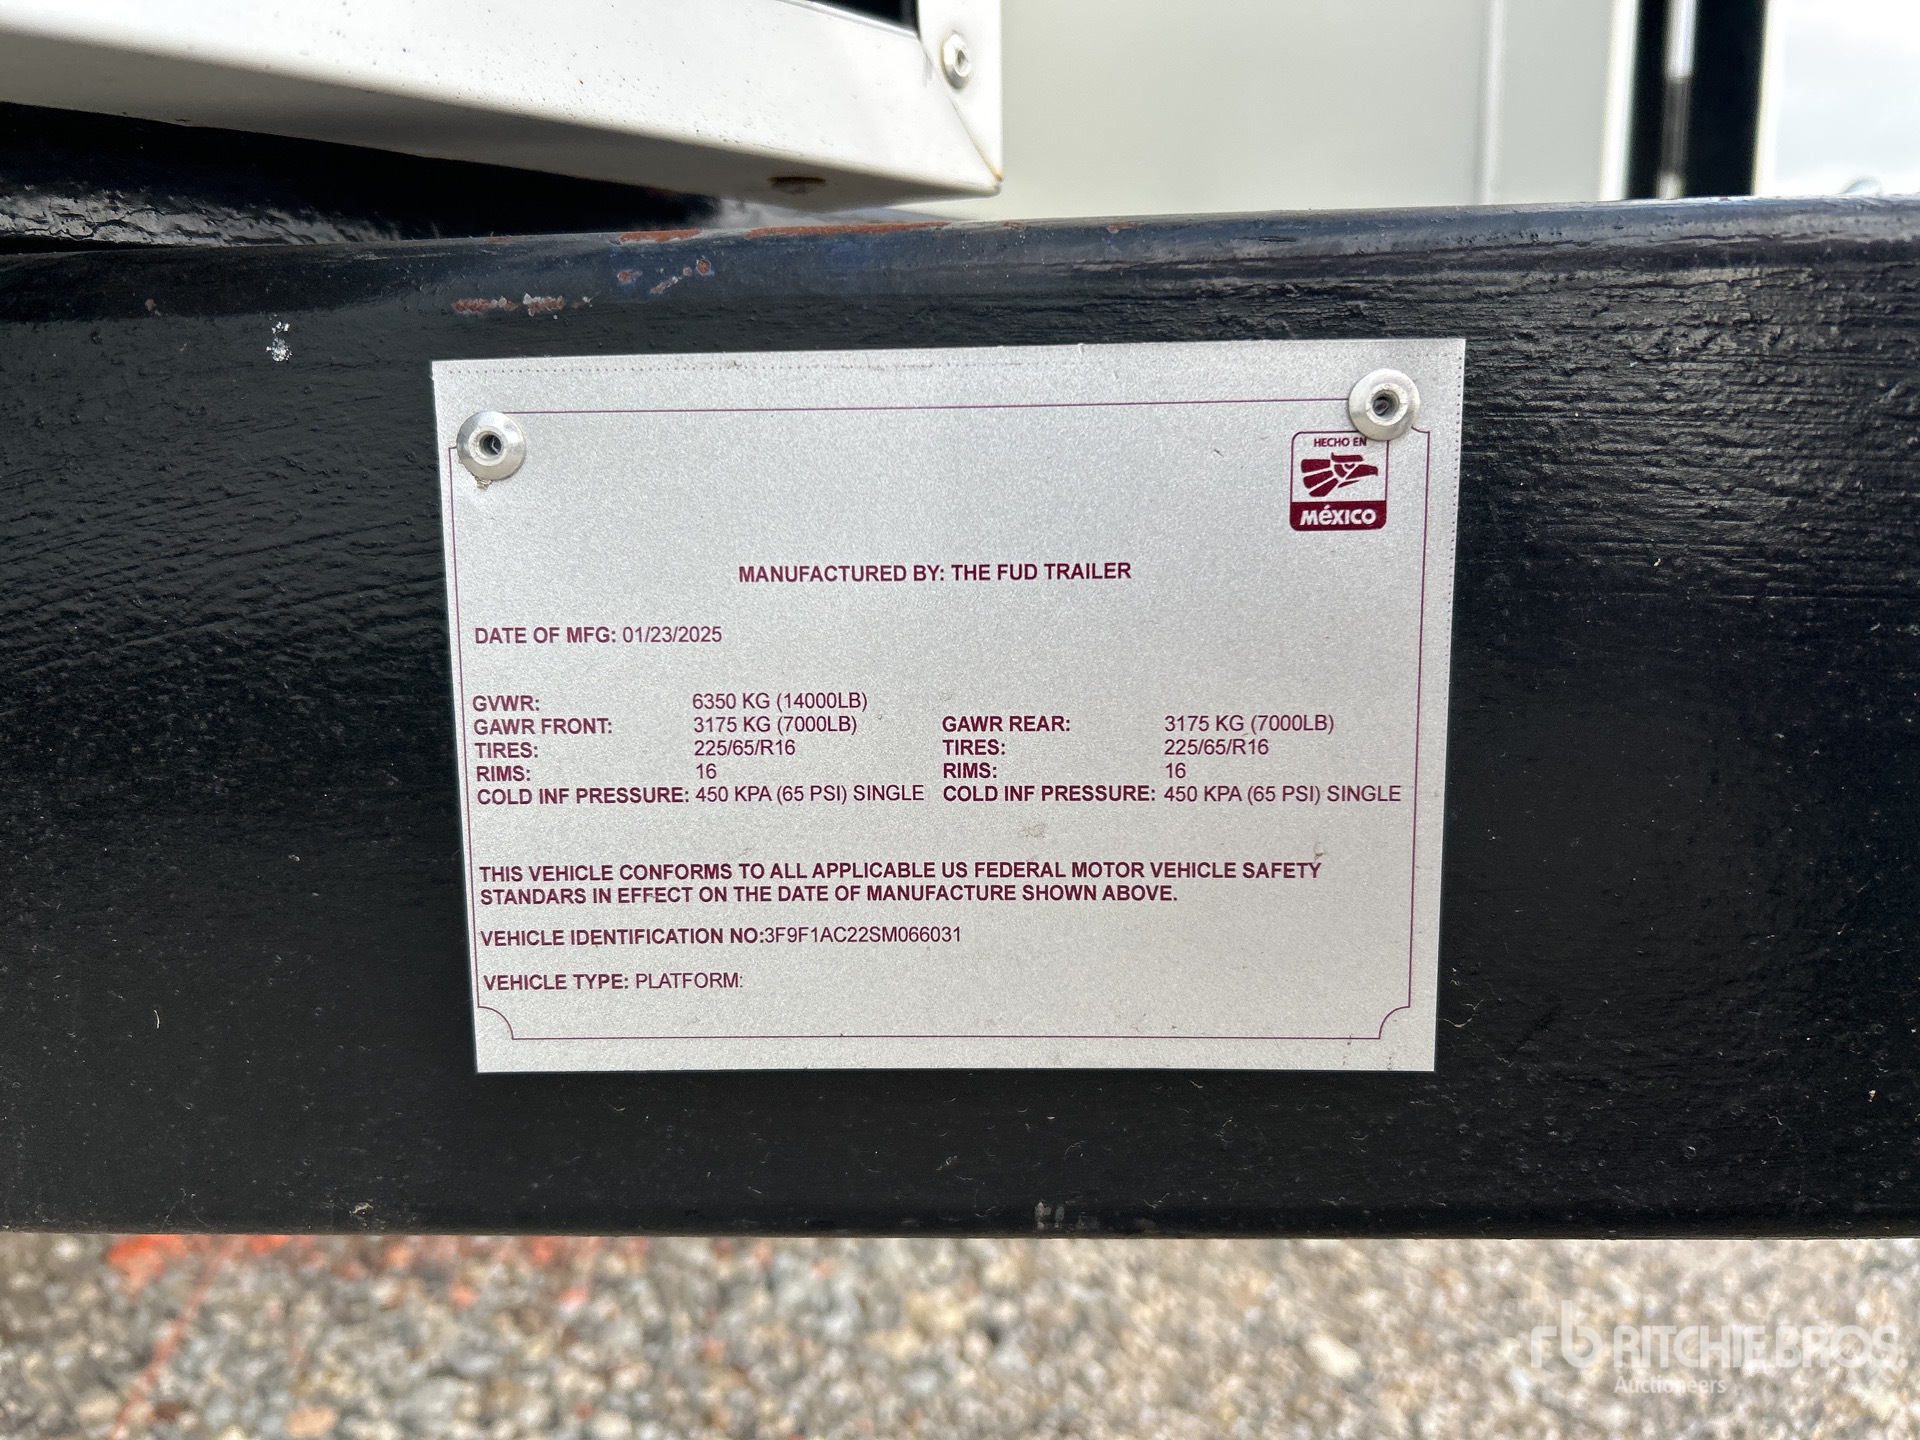 HECHO EN
MéXICO
MANUFACTURED BY: THE FUD TRAILER
DATE OF MFG: 01/23/2025
GVWR: 6350 KG (14000LB)
GAWR FRONT: 3175 KG (7000LB) GAWR REAR: 3175 KG (7000LB)
TIRES: 225/65/R16 TIRES: 225/65/R16
RIMS: 16 RIMS: 16
COLD INF PRESSURE: 450 KPA (65 PSI) SINGLE COLD INF PRESSURE: 450 KPA (65 PSI) SINGLE
THIS VEHICLE CONFORMS TO ALL APPLICABLE US FEDERAL MOTOR VEHICLE SAFETY
STANDARS IN EFFECT ON THE DATE OF MANUFACTURE SHOWN ABOVE.
VEHICLE IDENTIFICATION NO:3F9F1AC22SM066031
VEHICLE TYPE: PLATFORM:
rb RITCHIE BROS.
Auctioneers